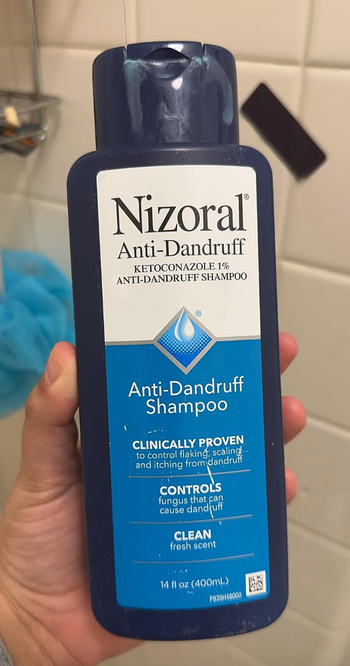 Nizoral®
Anti-Dandruff
KETOCONAZOLE 1%
ANTI-DANDRUFF SHAMPOO
®
Anti-Dandruff
Shampoo
CLINICALLY PROVEN
to control flaking, scaling
and itching from dandruff
CONTROLS
fungus that can
cause dandruff
CLEAN
fresh scent
14 fl oz (400mL)